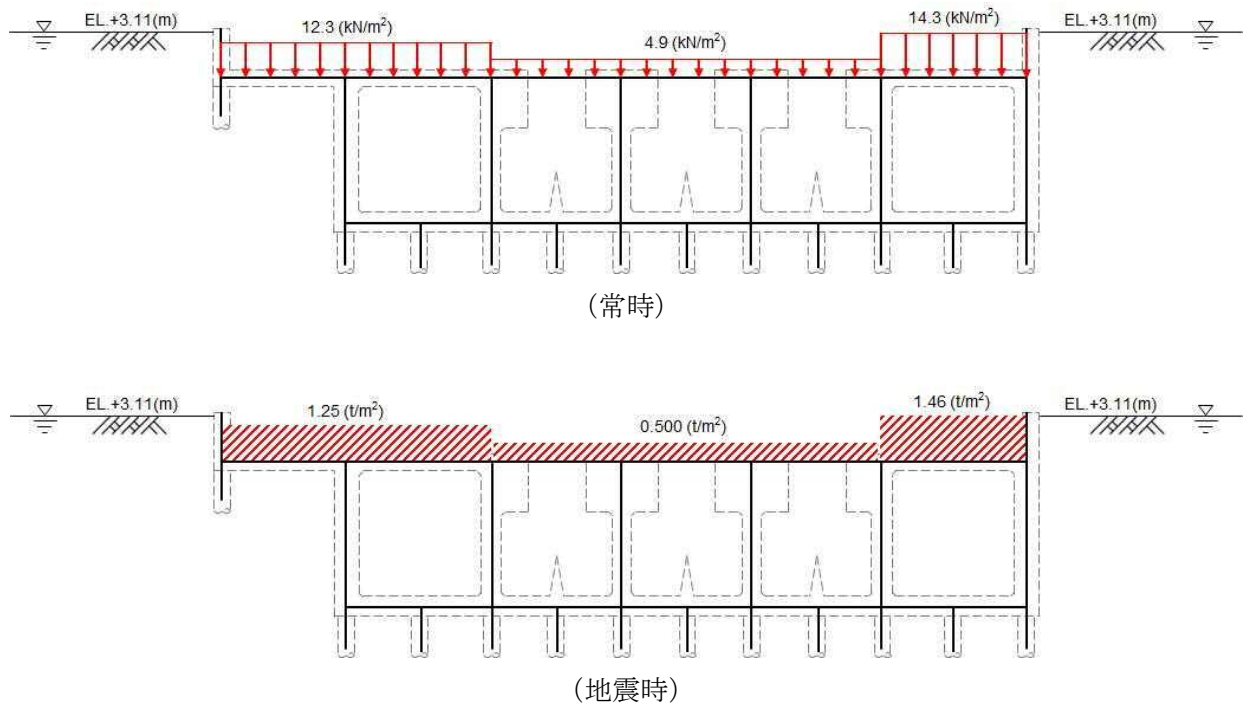 EL.+3.11(m)
12.3 (kN/m²)
4.9 (kN/m²)
14.3 (kN/m²)
EL.+3.11(m)
(常時)
EL.+3.11(m)
1.25 (t/m²)
0.500 (t/m²)
1.46 (t/m²)
EL.+3.11(m)
(地震時)